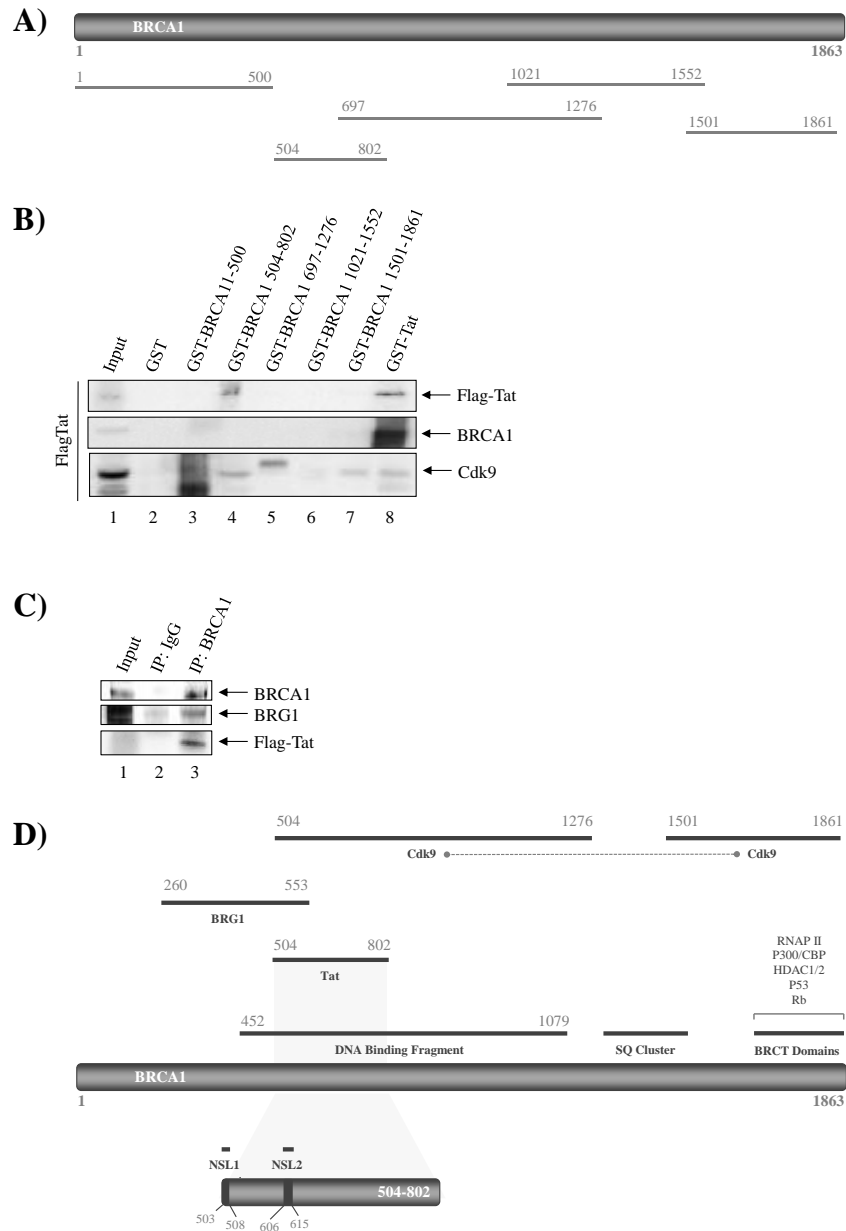 A)
BRCA1
1 1863
1 500
1021 1552
697 1276
1501 1861
504 802
B)
Input
GST
GST-BRCA11-500
GST-BRCA1 504-802
GST-BRCA1 697-1276
GST-BRCA1 1021-1552
GST-BRCA1 1501-1861
GST-Tat
FlagTat
Flag-Tat
BRCA1
Cdk9
1 2 3 4 5 6 7 8
C)
Input
IP: IgG
IP: BRCA1
BRCA1
BRG1
Flag-Tat
1 2 3
D)
504 1276 1501 1861
Cdk9 Cdk9
260 553
BRG1
504 802
Tat
RNAP II
P300/CBP
HDAC1/2
P53
Rb
452 1079
DNA Binding Fragment SQ Cluster BRCT Domains
BRCA1
1 1863
NSL1 NSL2
504-802
503 508 606 615